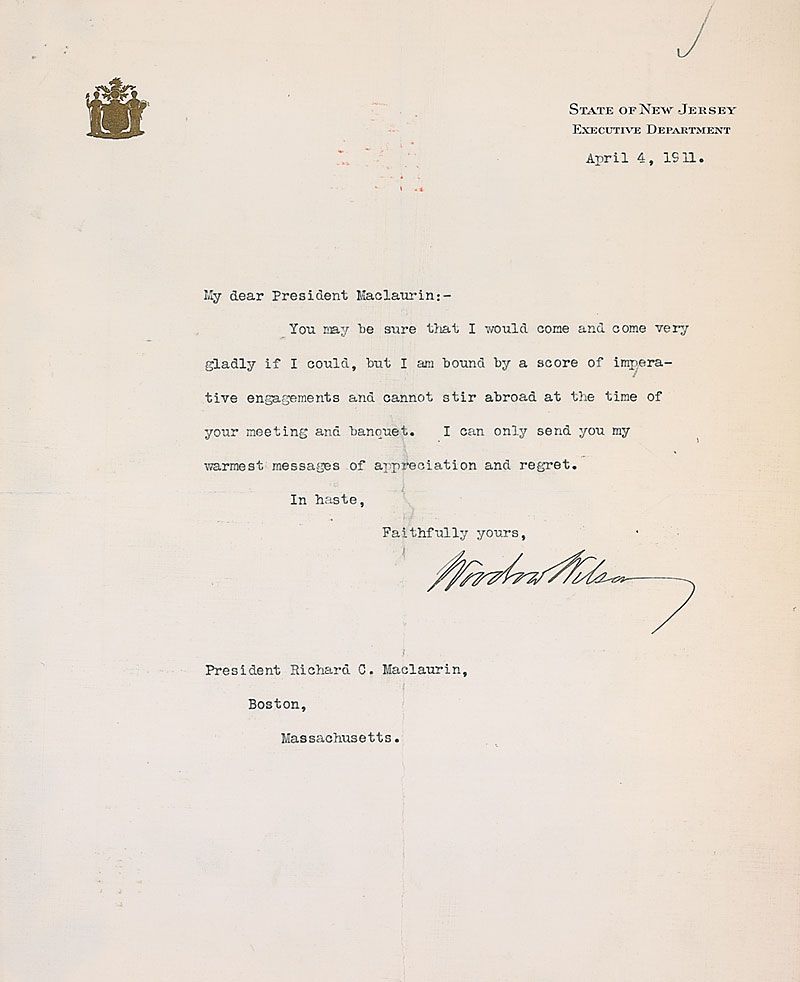 STATE OF NEW JERSEY
EXECUTIVE DEPARTMENT
April 4, 1911.
My dear President Maclaurin:-
You may be sure that I would come and come very
gladly if I could, but I am bound by a score of impera-
tive engagements and cannot stir abroad at the time of
your meeting and banquet. I can only send you my
warmest messages of appreciation and regret.
In haste,
Faithfully yours,
Woodrow Wilson
President Richard C. Maclaurin,
Boston,
Massachusetts.